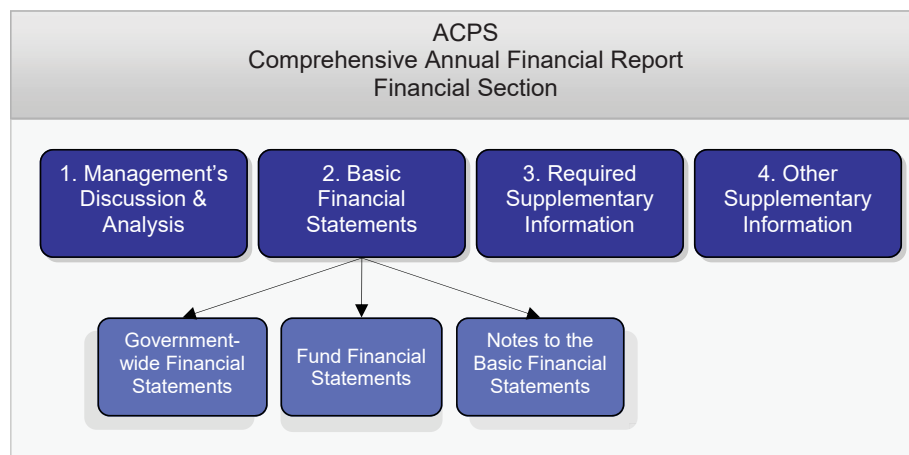 ACPS
Comprehensive Annual Financial Report
Financial Section
1. Management’s
Discussion &
Analysis
2. Basic
Financial
Statements
3. Required
Supplementary
Information
4. Other
Supplementary
Information
Government-
wide Financial
Statements
Fund Financial
Statements
Notes to the
Basic Financial
Statements